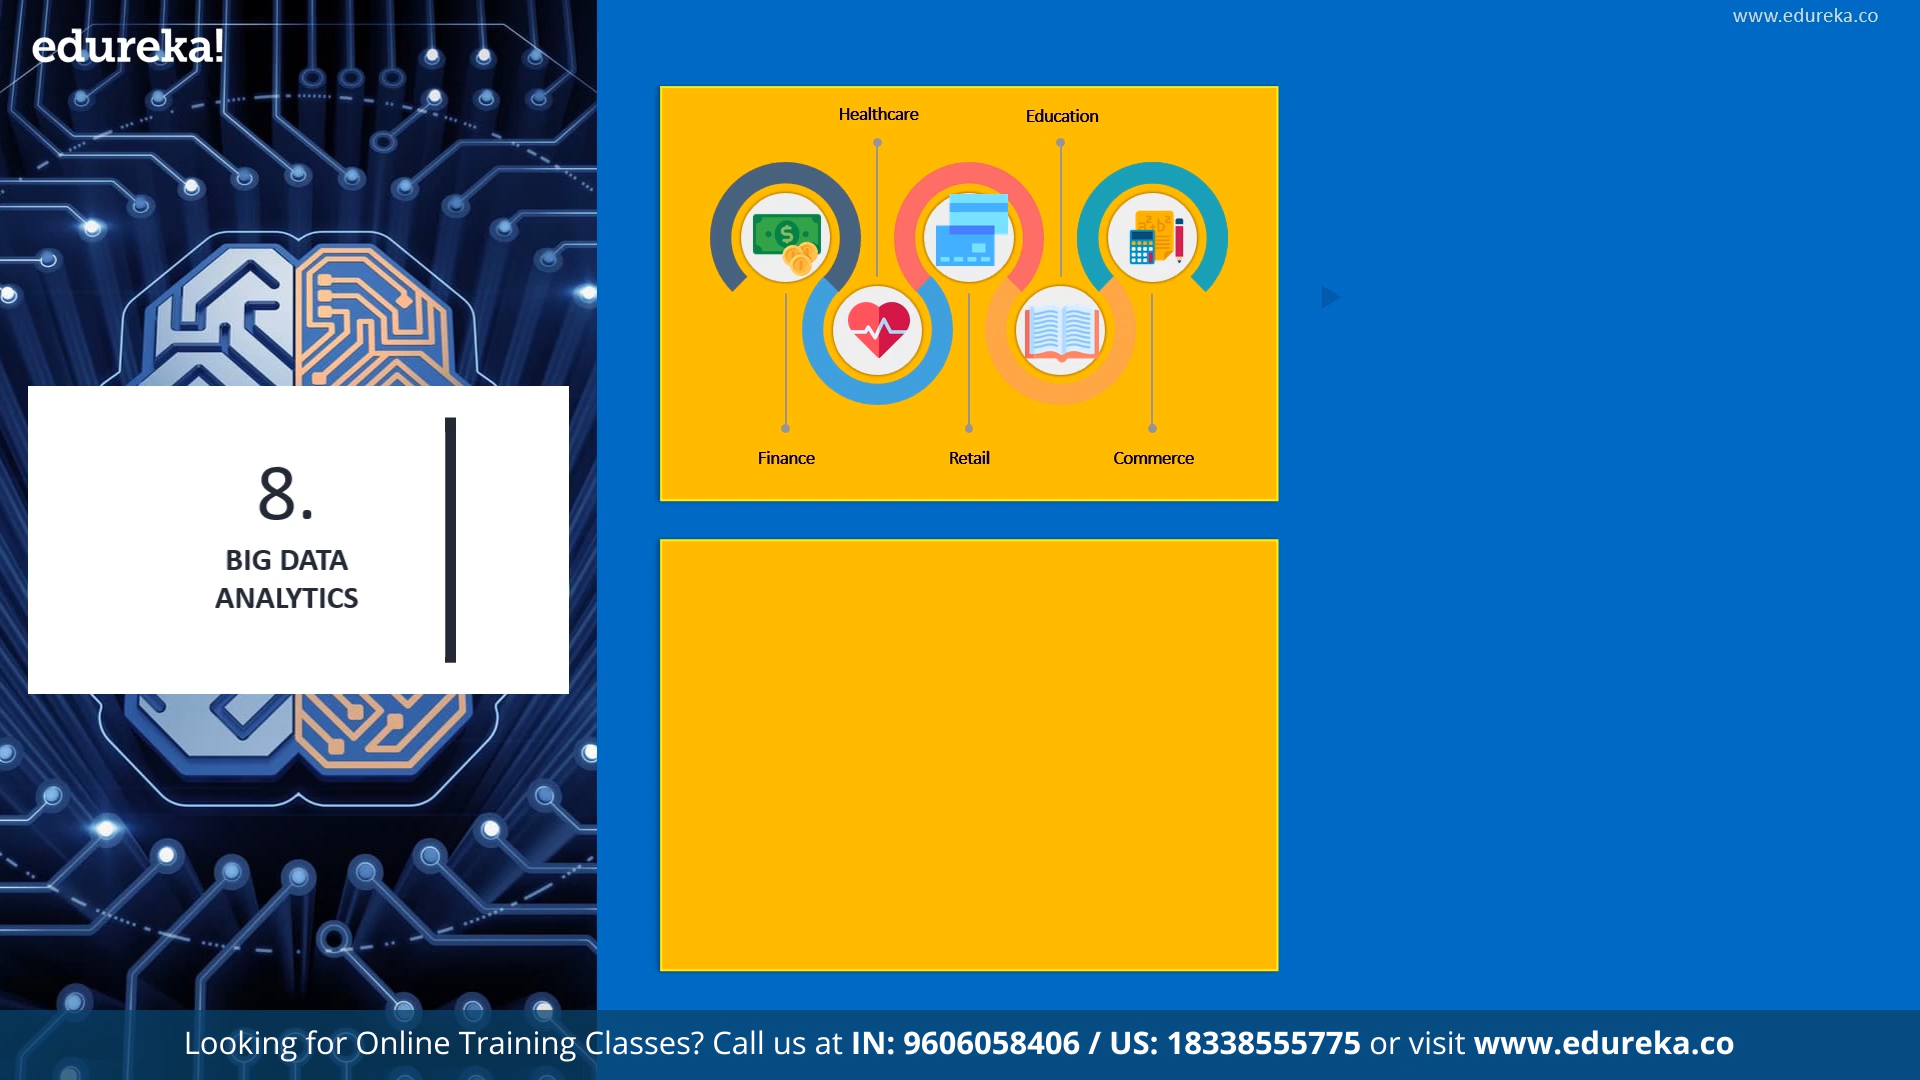 edureka!
www.edureka.co
8.
BIG DATA
ANALYTICS
Healthcare
Education
Finance
Retail
Commerce
Looking for Online Training Classes? Call us at IN: 9606058406 / US: 18338555775 or visit www.edureka.co